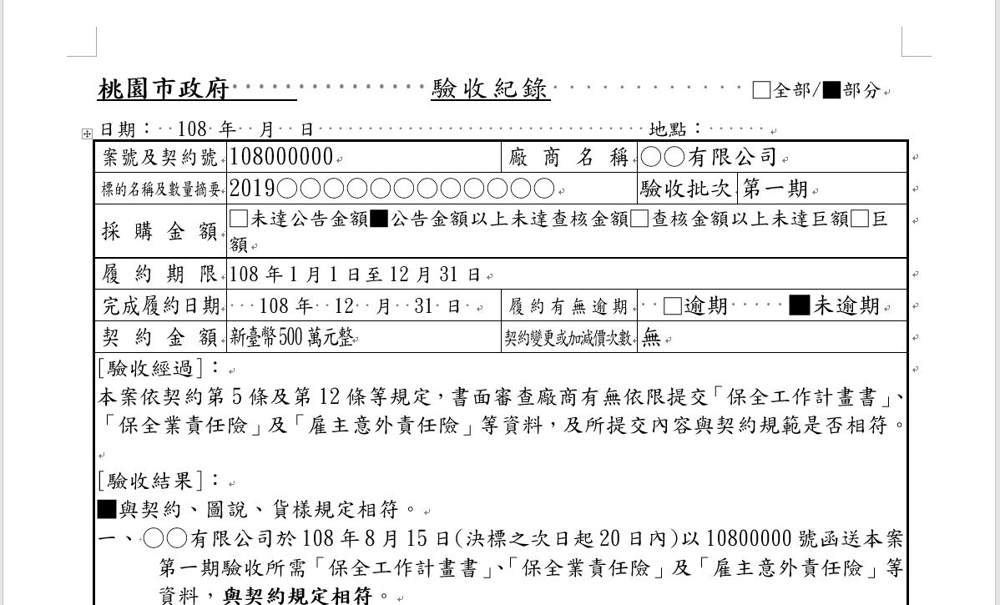 桃園市政府 驗收紀錄 □全部/■部分
日期： 108 年 月 日 地點：
案號及契約號 108000000 廠商名稱 ○○有限公司
標的名稱及數量摘要 2019○○○○○○○○○○○○ 驗收批次 第一期
採購金額 □未達公告金額■公告金額以上未達查核金額□查核金額以上未達巨額□巨
額
履約期限 108 年 1 月 1 日至 12 月 31 日
完成履約日期 108 年 12 月 31 日 履約有無逾期 □逾期 ■未逾期
契約金額 新臺幣 500 萬元整 契約變更或加減價次數 無
[驗收經過]：
本案依契約第 5 條及第 12 條等規定，書面審查廠商有無依限提交「保全工作計畫書」、
「保全業責任險」及「雇主意外責任險」等資料，及所提交內容與契約規範是否相符。
[驗收結果]：
■與契約、圖說、貨樣規定相符。
一、○○有限公司於 108 年 8 月 15 日(決標之次日起 20 日內)以 10800000 號函送本案
第一期驗收所需「保全工作計畫書」、「保全業責任險」及「雇主意外責任險」等
資料，與契約規定相符。